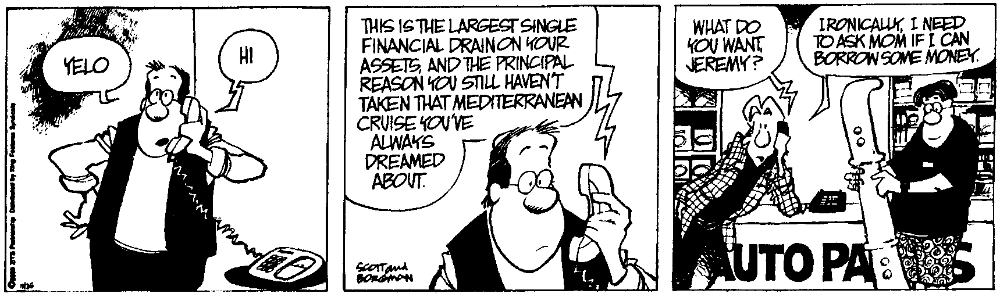 YELO
HI
THIS IS THE LARGEST SINGLE
FINANCIAL DRAIN ON YOUR
ASSETS, AND THE PRINCIPAL
REASON YOU STILL HAVEN'T
TAKEN THAT MEDITERRANEAN
CRUISE YOU'VE
ALWAYS
DREAMED
ABOUT.
WHAT DO
YOU WANT,
JEREMY?
IRONICALLY, I NEED
TO ASK MOM IF I CAN
BORROW SOME MONEY.
AUTO PA S
SCOTT and
BORGMAN
ZITS Partnership Distributed by King Features Syndicate
11/26